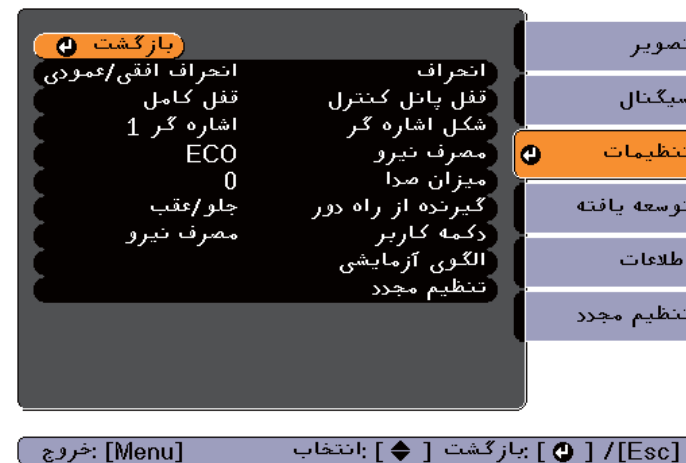 بازگشت
انحراف انحراف افقی/عمودی
قفل پانل کنترل قفل کامل
شکل اشاره گر اشاره گر 1
مصرف نیرو ECO
میزان صدا 0
گیرنده از راه دور جلو/عقب
دکمه کاربر مصرف نیرو
الگوی آزمایشی
تنظیم مجدد
تصویر
سیگنال
تنظیمات
توسعه یافته
اطلاعات
تنظیم مجدد
[Esc]/[ ]: بازگشت [ ]: انتخاب [Menu]: خروج